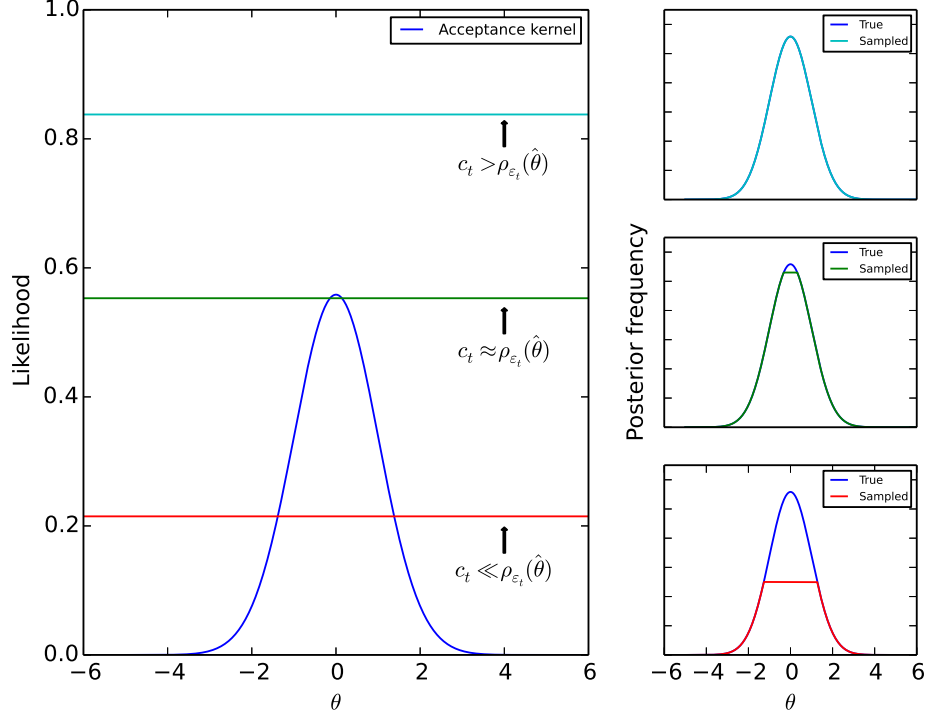 Likelihood
1.0
0.8
0.6
0.4
0.2
0.0
−6 −4 −2 0 2 4 6
θ
Acceptance kernel
c_t > ρ_{ε_t}(θ̂)
c_t ≈ ρ_{ε_t}(θ̂)
c_t ≪ ρ_{ε_t}(θ̂)
Posterior frequency
True
Sampled
True
Sampled
True
Sampled
−6 −4 −2 0 2 4 6
θ